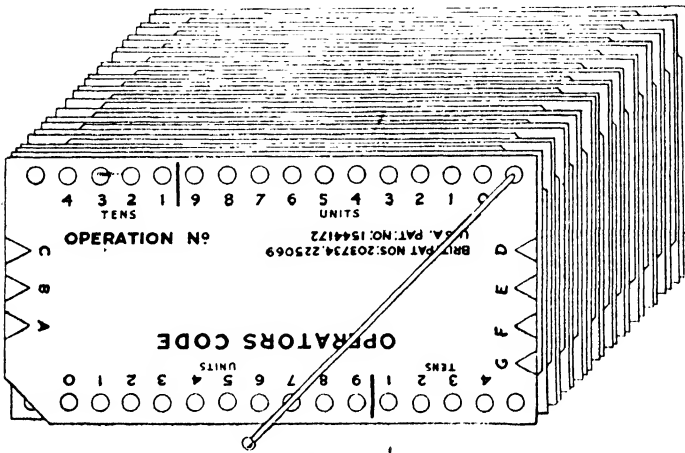 4 3 2 1 9 8 7 6 5 4 3 2 1 0
TENS UNITS
OPERATION Nº
BRIT. PAT NOS: 203734. 225069
U.S.A. PAT: NO: 1544172
C
B
A
D
E
F
G
OPERATORS CODE
UNITS TENS
0 1 2 3 4 5 6 7 8 9 1 2 3 4